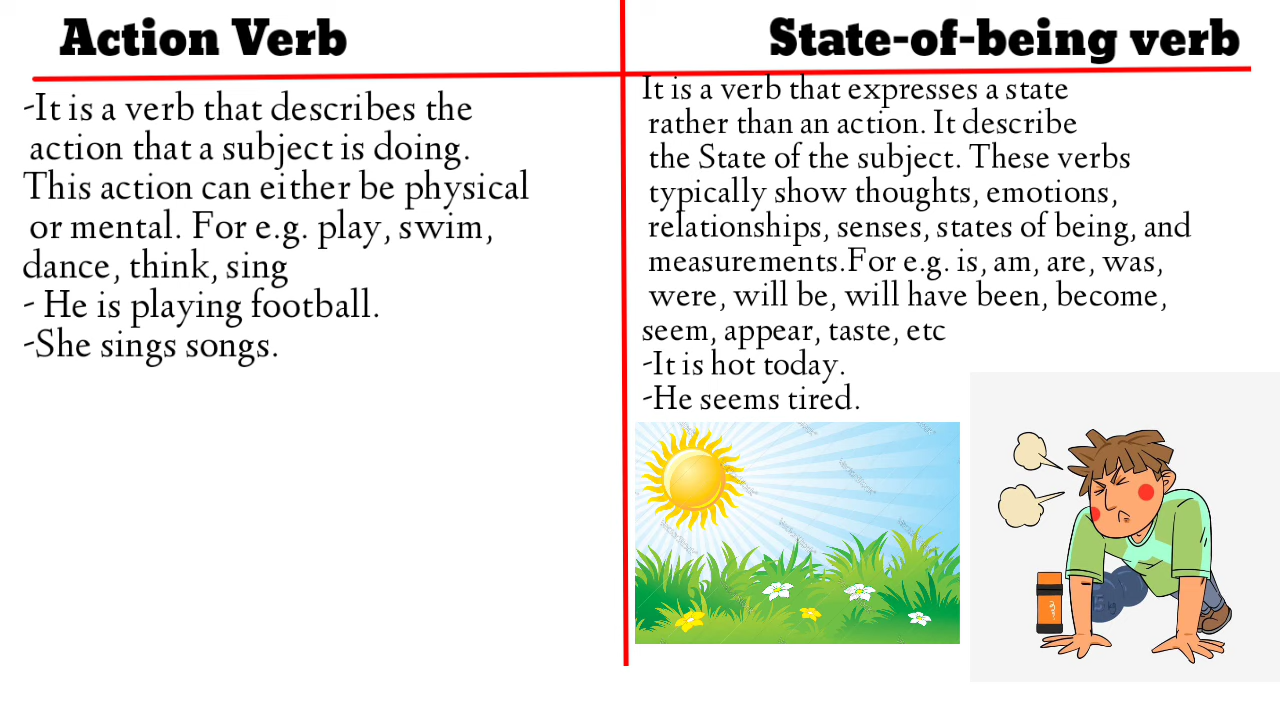 Action Verb
-It is a verb that describes the
action that a subject is doing.
This action can either be physical
or mental. For e.g. play, swim,
dance, think, sing
- He is playing football.
-She sings songs.
State-of-being verb
It is a verb that expresses a state
rather than an action. It describe
the State of the subject. These verbs
typically show thoughts, emotions,
relationships, senses, states of being, and
measurements.For e.g. is, am, are, was,
were, will be, will have been, become,
seem, appear, taste, etc
-It is hot today.
-He seems tired.